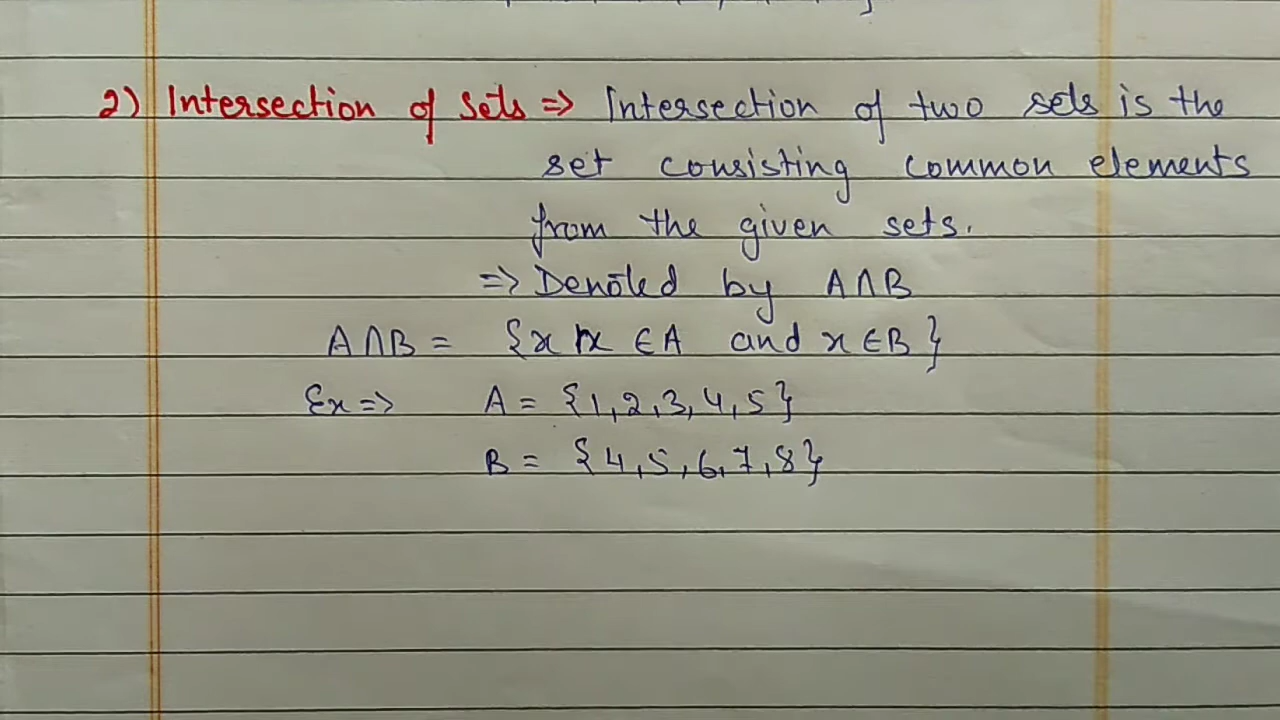 2) Intersection of Sets => Intersection of two sets is the
set consisting common elements
from the given sets.
=> Denoted by A∩B
A∩B = {x | x ∈A and x ∈B}
Ex => A = {1,2,3,4,5}
B = {4,5,6,7,8}